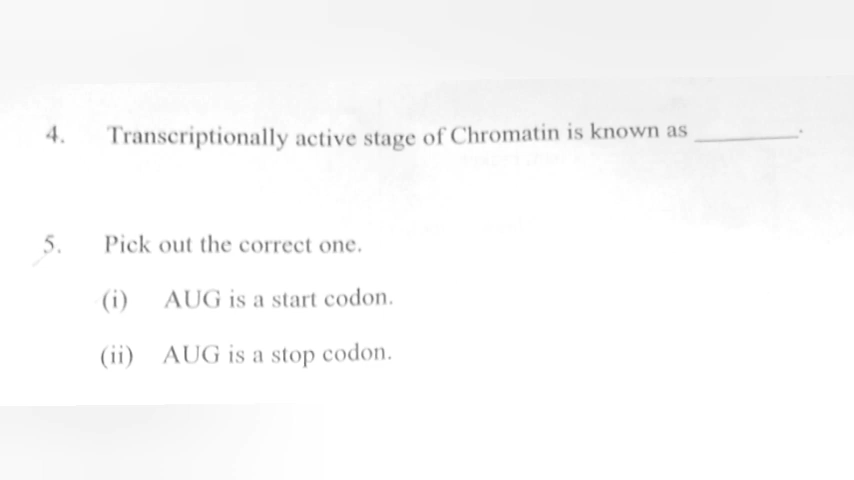 4. Transcriptionally active stage of Chromatin is known as ________.
5. Pick out the correct one.
(i) AUG is a start codon.
(ii) AUG is a stop codon.